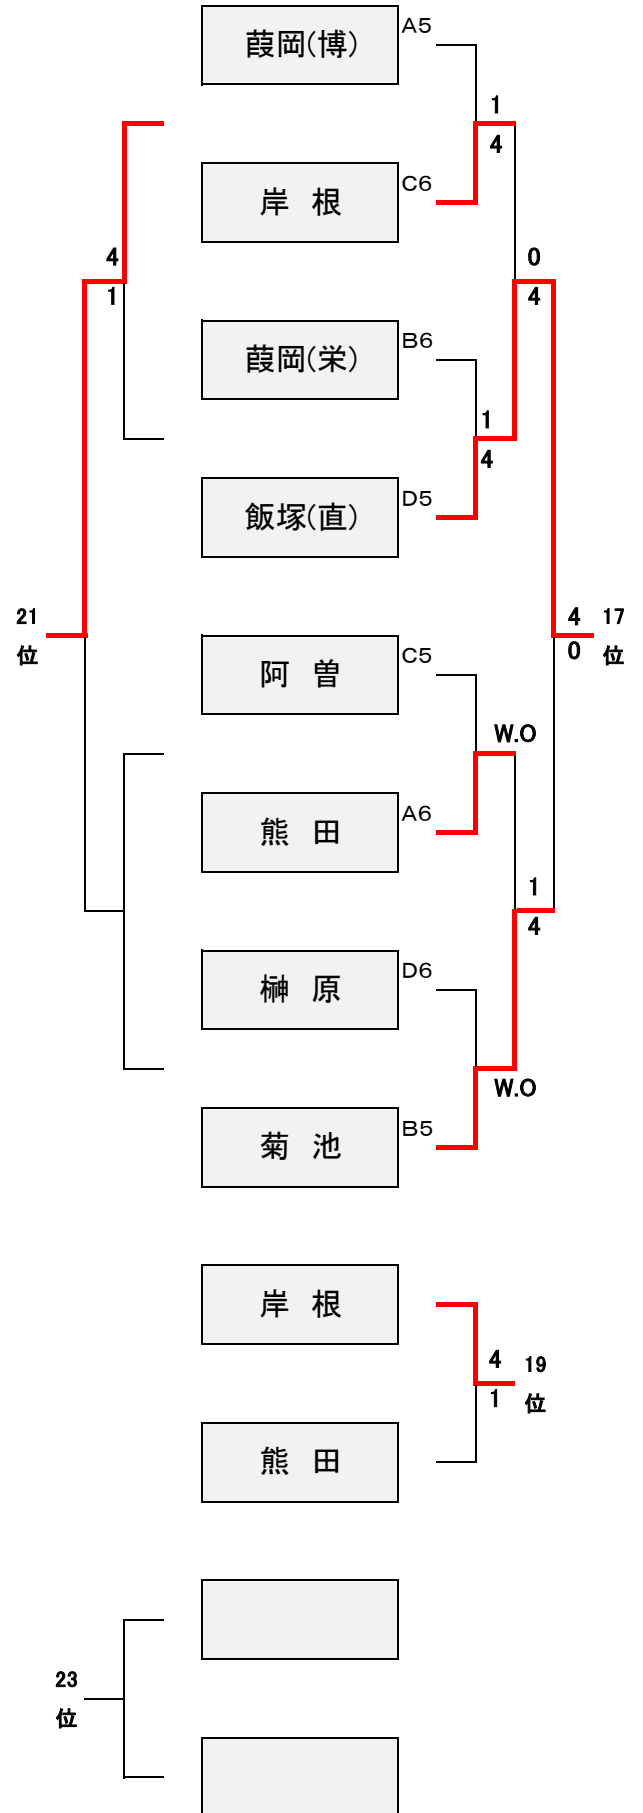 葭岡(博)
A5
1
4
岸　根
C6
4
1
0
4
葭岡(栄)
B6
1
4
飯塚(直)
D5
21
位
4
0
17
位
阿　曽
C5
W.O
熊　田
A6
1
4
榊　原
D6
W.O
菊　池
B5
岸　根
4
1
19
位
熊　田
23
位